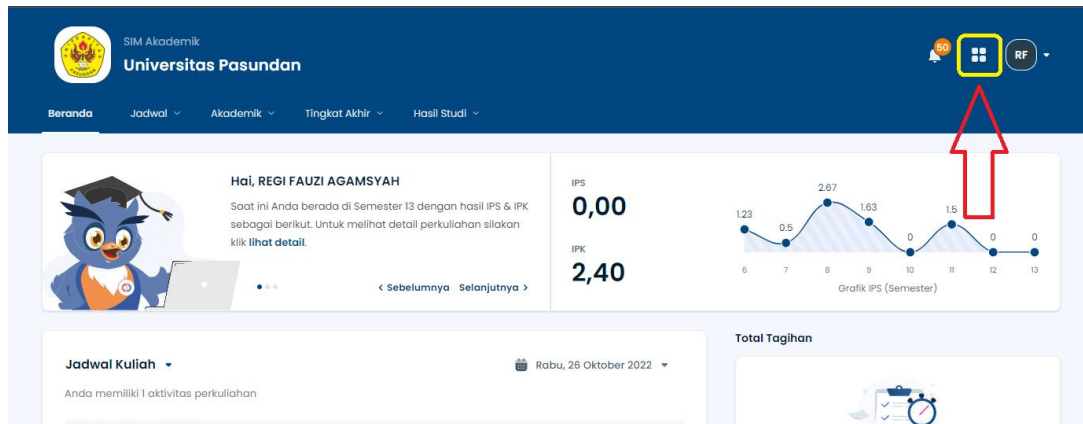 SIM Akademik
Universitas Pasundan
50
RF
Beranda
Jadwal
Akademik
Tingkat Akhir
Hasil Studi
Hai, REGI FAUZI AGAMSYAH
Saat ini Anda berada di Semester 13 dengan hasil IPS & IPK
sebagai berikut. Untuk melihat detail perkuliahan silakan
klik lihat detail.
< Sebelumnya Selanjutnya >
IPS
0,00
IPK
2,40
1.23
0.5
2.67
1.63
0
1.5
0
0
6 7 8 9 10 11 12 13
Grafik IPS (Semester)
Jadwal Kuliah
Rabu, 26 Oktober 2022
Anda memiliki 1 aktivitas perkuliahan
Total Tagihan